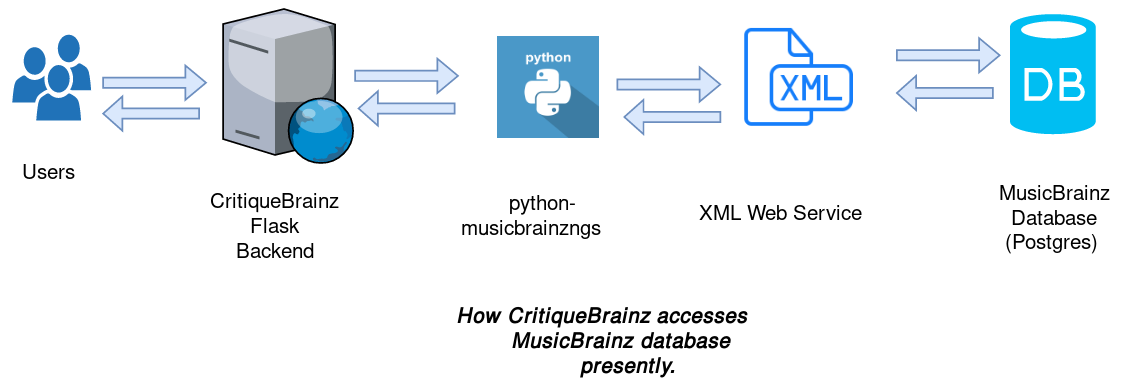 python
XML
DB
Users
CritiqueBrainz
Flask
Backend
python-
musicbrainzngs
XML Web Service
MusicBrainz
Database
(Postgres)
How CritiqueBrainz accesses
MusicBrainz database
presently.